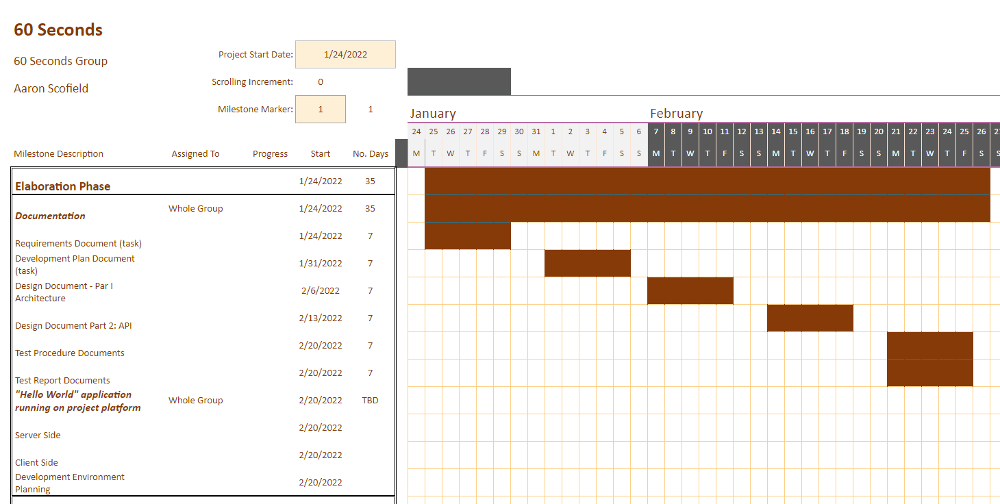 60 Seconds
60 Seconds Group
Project Start Date: 1/24/2022
Aaron Scofield
Scrolling Increment: 0
Milestone Marker: 1 1
January February
24 25 26 27 28 29 30 31 1 2 3 4 5 6 7 8 9 10 11 12 13 14 15 16 17 18 19 20 21 22 23 24 25 26 27
Milestone Description Assigned To Progress Start No. Days M T W T F S S M T W T F S S M T W T F S S M T W T F S S M T W T F S S
Elaboration Phase 1/24/2022 35
Documentation Whole Group 1/24/2022 35
Requirements Document (task) 1/24/2022 7
Development Plan Document
(task) 1/31/2022 7
Design Document - Par I
Architecture 2/6/2022 7
Design Document Part 2: API 2/13/2022 7
Test Procedure Documents 2/20/2022 7
Test Report Documents 2/20/2022 7
"Hello World" application
running on project platform Whole Group 2/20/2022 TBD
Server Side 2/20/2022
Client Side 2/20/2022
Development Environment
Planning 2/20/2022